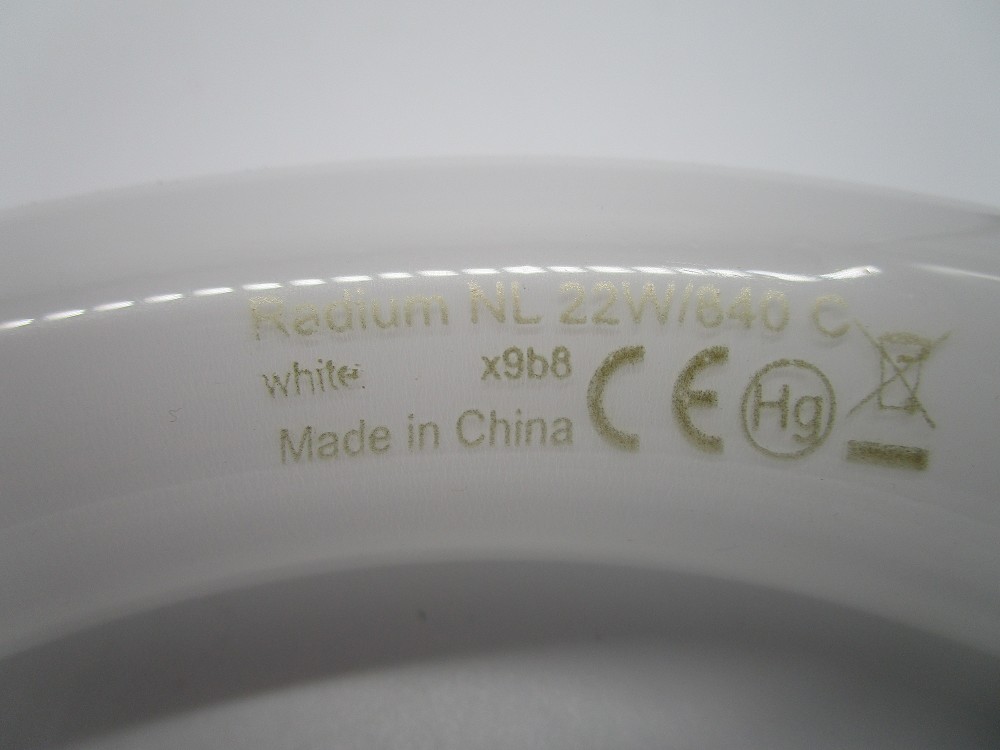 Radium NL 22W/840 C
white x9b8
Made in China CE Hg